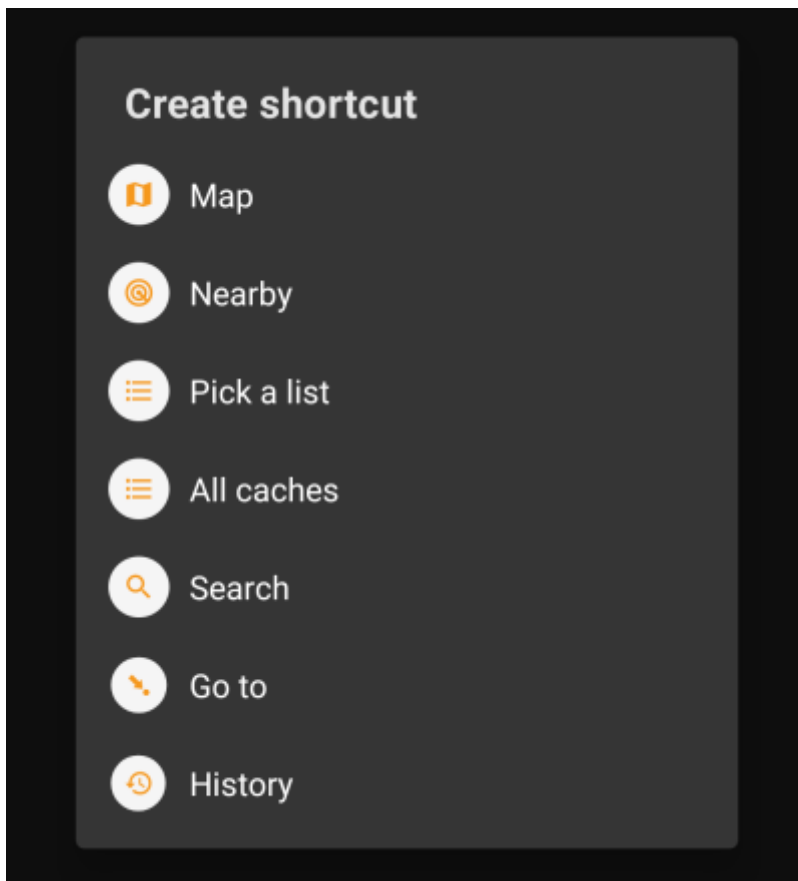 Create shortcut
Map
Nearby
Pick a list
All caches
Search
Go to
History